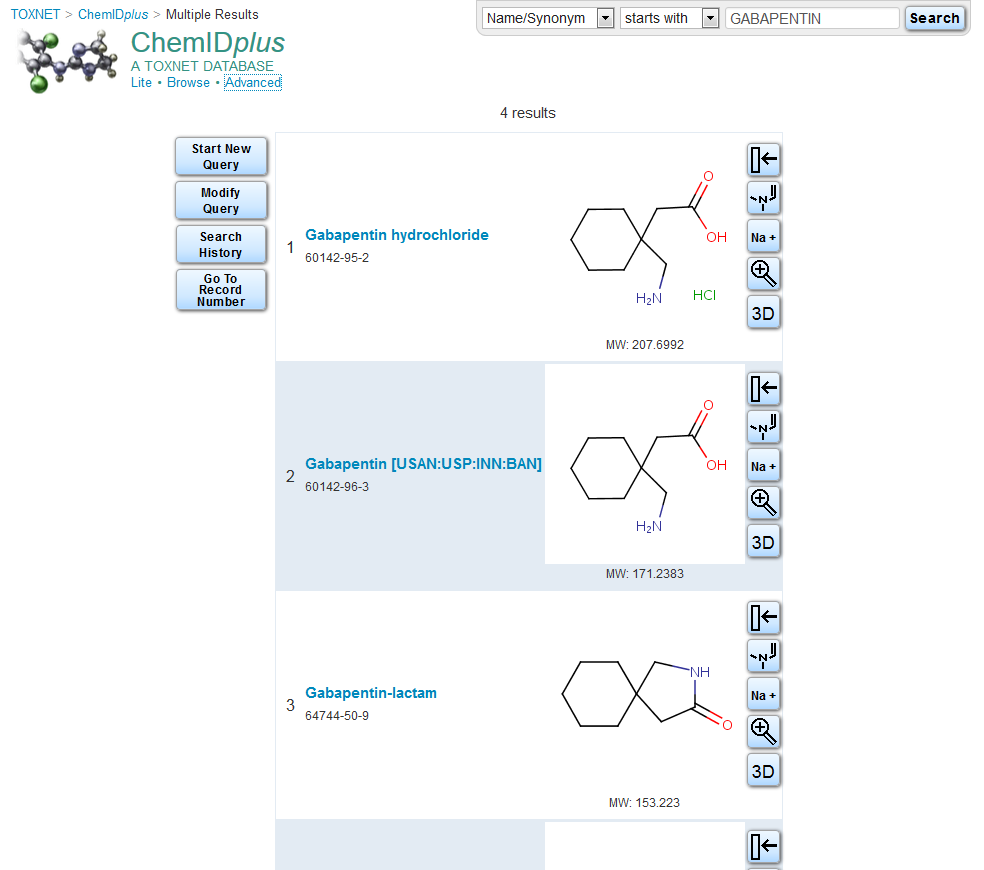 TOXNET > ChemIDplus > Multiple Results
Name/Synonym starts with GABAPENTIN Search
ChemIDplus
A TOXNET DATABASE
Lite • Browse • Advanced
4 results
Start New
Query
Modify
Query
Search
History
Go To
Record
Number
1
Gabapentin hydrochloride
60142-95-2
O
OH
H2N
HCl
MW: 207.6992
N
Na +
3D
2
Gabapentin [USAN:USP:INN:BAN]
60142-96-3
O
OH
H2N
MW: 171.2383
N
Na +
3D
3
Gabapentin-lactam
64744-50-9
NH
O
MW: 153.223
N
Na +
3D